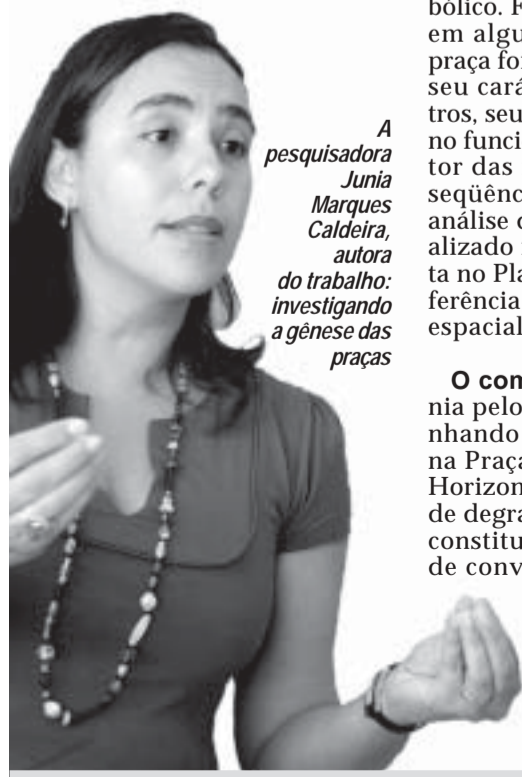 A
pesquisadora
Junia
Marques
Caldeira,
autora
do trabalho:
investigando
a gênese das
praças
bólico.
em algu
praça fo
seu cará
tros, seu
no funci
tor das
seqüênc
análise
alizado
ta no Pla
ferência
espacial
O com
nia pelo
nhando
na Praça
Horizon
de degra
constitu
de conv